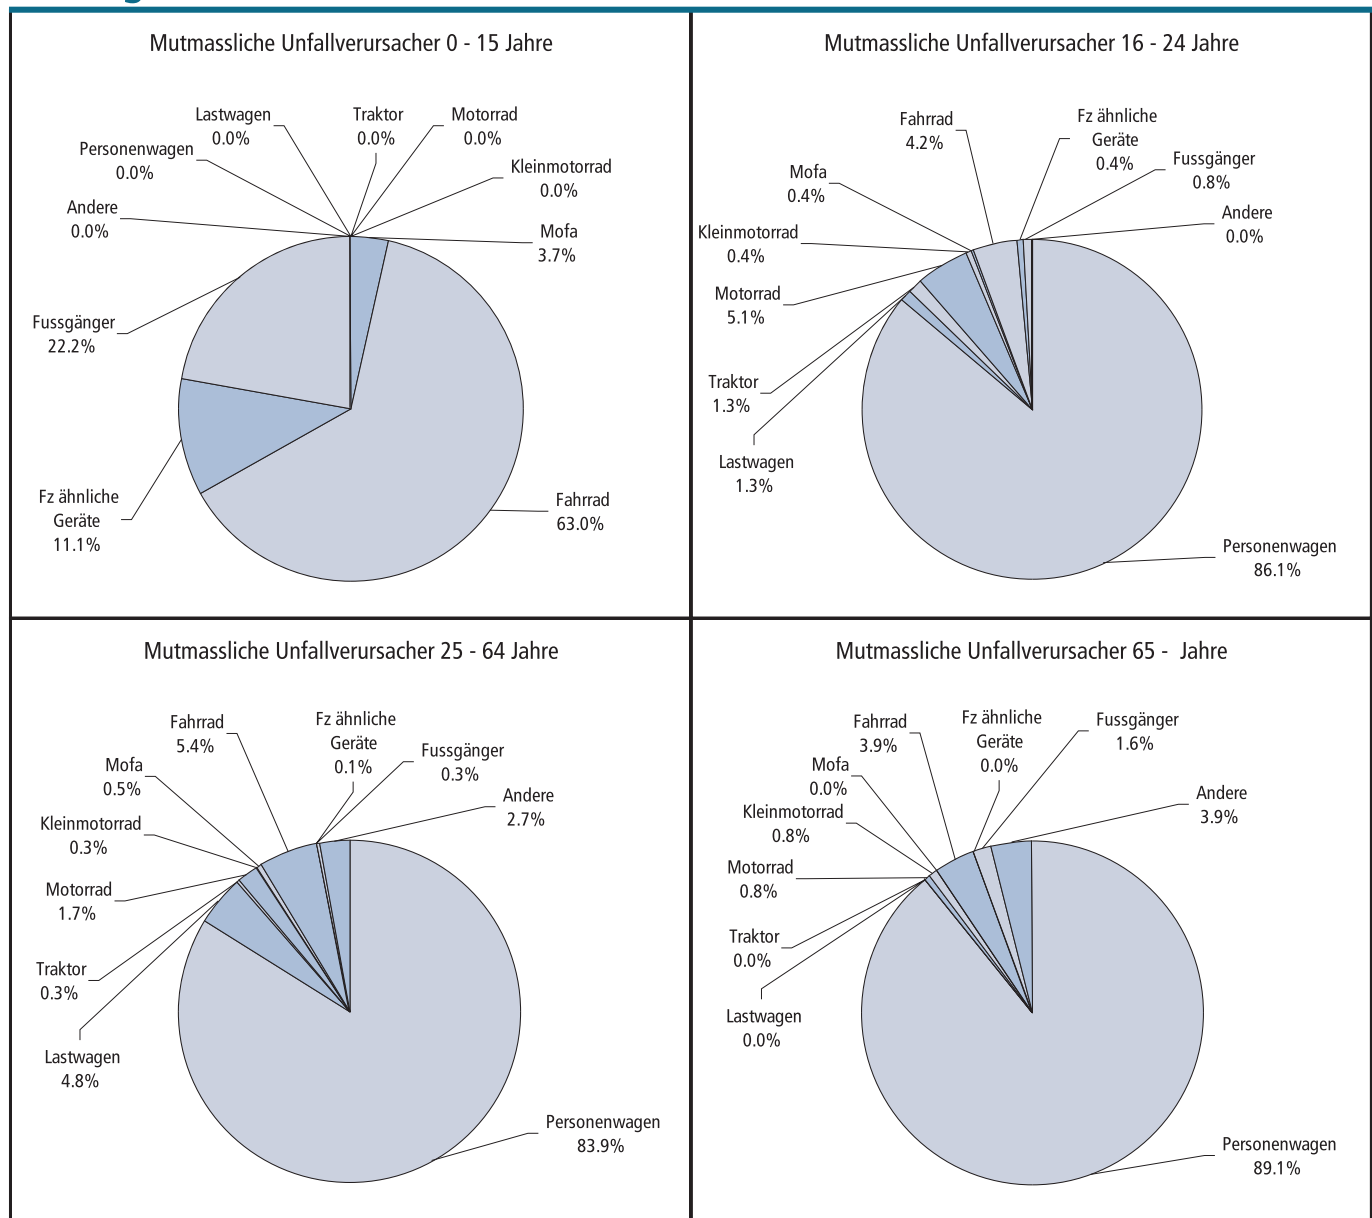 Mutmassliche Unfallverursacher 0 - 15 Jahre
Lastwagen
0.0%
Traktor
0.0%
Motorrad
0.0%
Personenwagen
0.0%
Kleinmotorrad
0.0%
Andere
0.0%
Mofa
3.7%
Fussgänger
22.2%
Fz ähnliche
Geräte
11.1%
Fahrrad
63.0%
Mutmassliche Unfallverursacher 16 - 24 Jahre
Fahrrad
4.2%
Fz ähnliche
Geräte
0.4%
Fussgänger
0.8%
Mofa
0.4%
Andere
0.0%
Kleinmotorrad
0.4%
Motorrad
5.1%
Traktor
1.3%
Lastwagen
1.3%
Personenwagen
86.1%
Mutmassliche Unfallverursacher 25 - 64 Jahre
Fahrrad
5.4%
Fz ähnliche
Geräte
0.1%
Fussgänger
0.3%
Mofa
0.5%
Andere
2.7%
Kleinmotorrad
0.3%
Motorrad
1.7%
Traktor
0.3%
Lastwagen
4.8%
Personenwagen
83.9%
Mutmassliche Unfallverursacher 65 -  Jahre
Fahrrad
3.9%
Fz ähnliche
Geräte
0.0%
Fussgänger
1.6%
Mofa
0.0%
Andere
3.9%
Kleinmotorrad
0.8%
Motorrad
0.8%
Traktor
0.0%
Lastwagen
0.0%
Personenwagen
89.1%